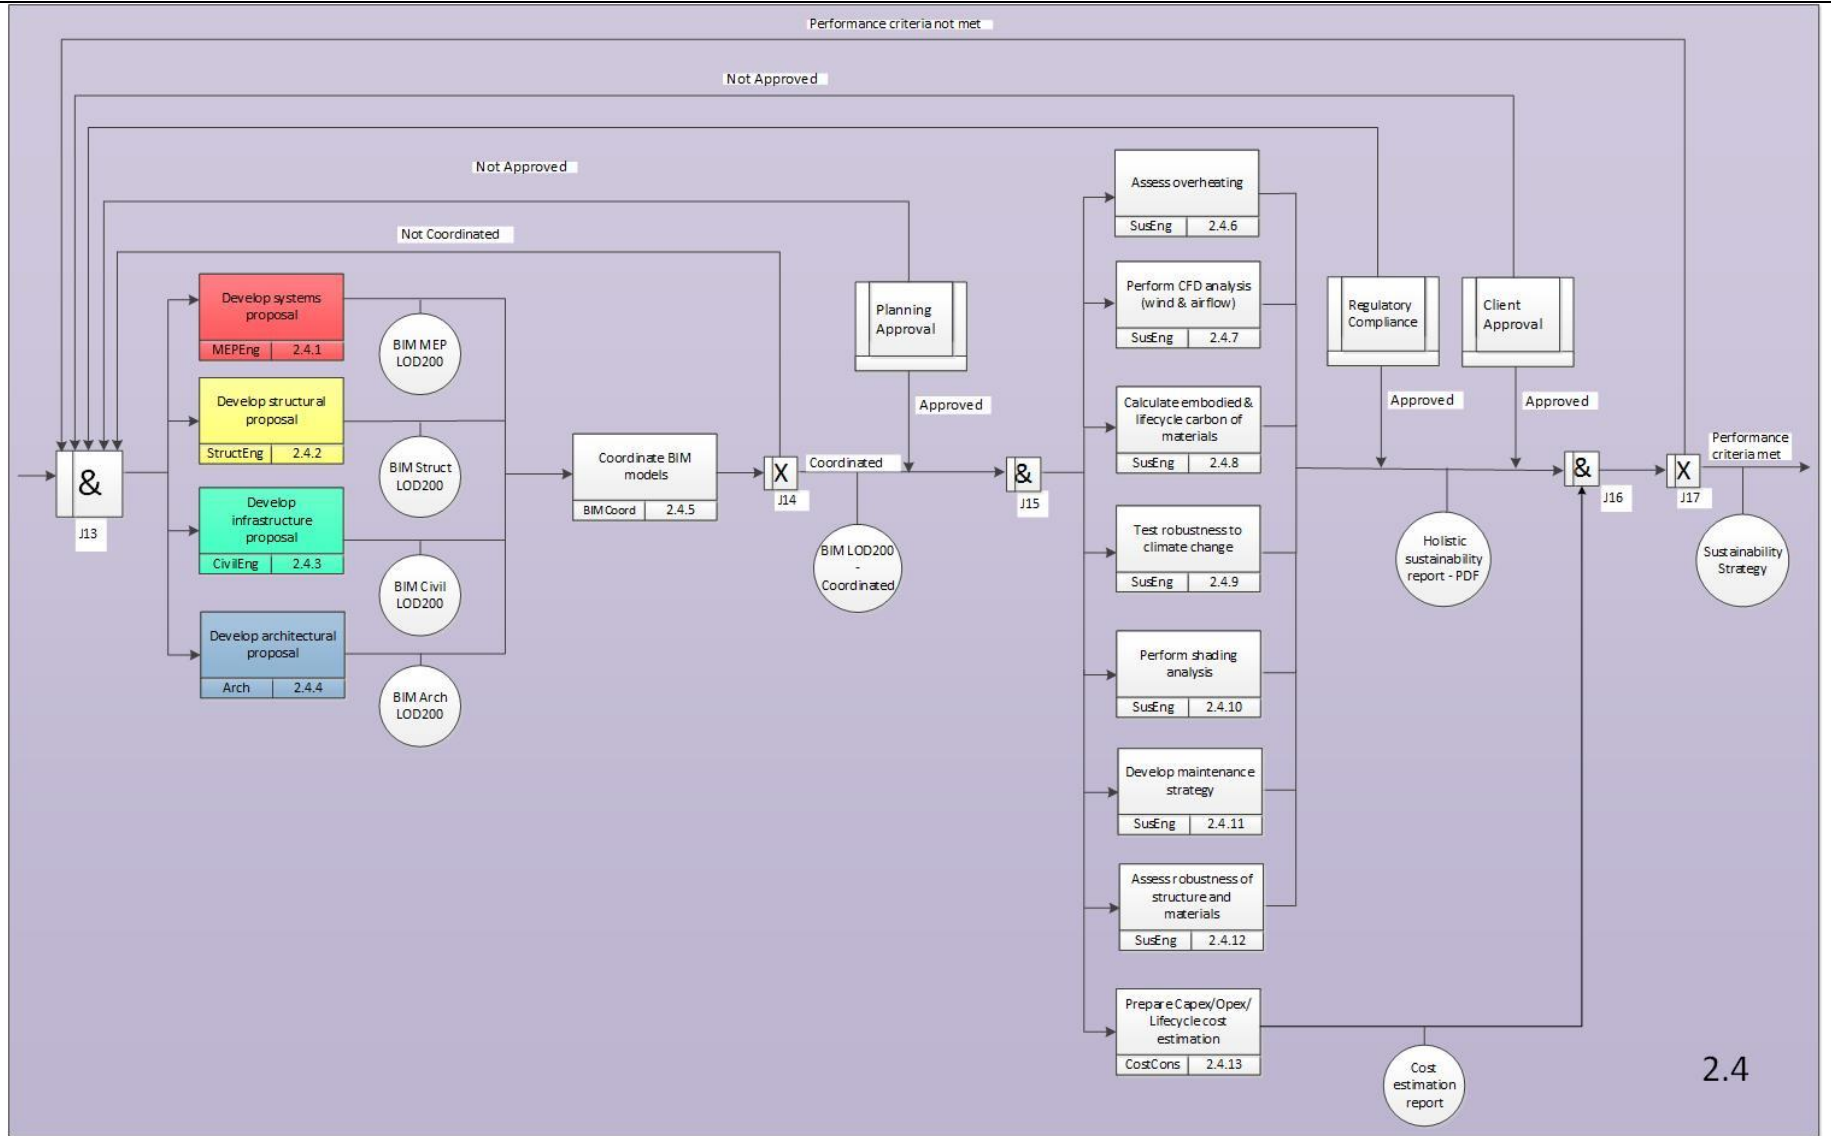 Performance criteria not met
Not Approved
Not Approved
Not Coordinated
&
J13
Develop systems
proposal
MEPEng 2.4.1
BIM MEP
LOD200
Develop structural
proposal
StructEng 2.4.2
BIM Struct
LOD200
Develop
infrastructure
proposal
CivilEng 2.4.3
BIM Civil
LOD200
Develop architectural
proposal
Arch 2.4.4
BIM Arch
LOD200
Coordinate BIM
models
BIMCoord 2.4.5
X
J14
Coordinated
BIM LOD200
-
Coordinated
Planning
Approval
Approved
&
J15
Assess overheating
SusEng 2.4.6
Perform CFD analysis
(wind & airflow)
SusEng 2.4.7
Calculate embodied &
lifecycle carbon of
materials
SusEng 2.4.8
Test robustness to
climate change
SusEng 2.4.9
Perform shading
analysis
SusEng 2.4.10
Develop maintenance
strategy
SusEng 2.4.11
Assess robustness of
structure and
materials
SusEng 2.4.12
Prepare Capex/Opex/
Lifecycle cost
estimation
CostCons 2.4.13
Regulatory
Compliance
Approved
Client
Approval
Approved
Holistic
sustainability
report - PDF
Cost
estimation
report
&
J16
X
J17
Performance
criteria met
Sustainability
Strategy
2.4